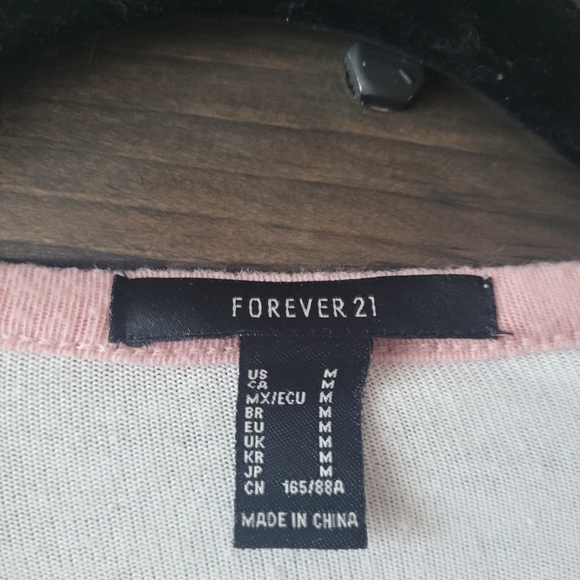 FOREVER 21
US M
CA M
MX/ECU M
BR M
EU M
UK M
KR M
JP M
CN 165/88A
MADE IN CHINA